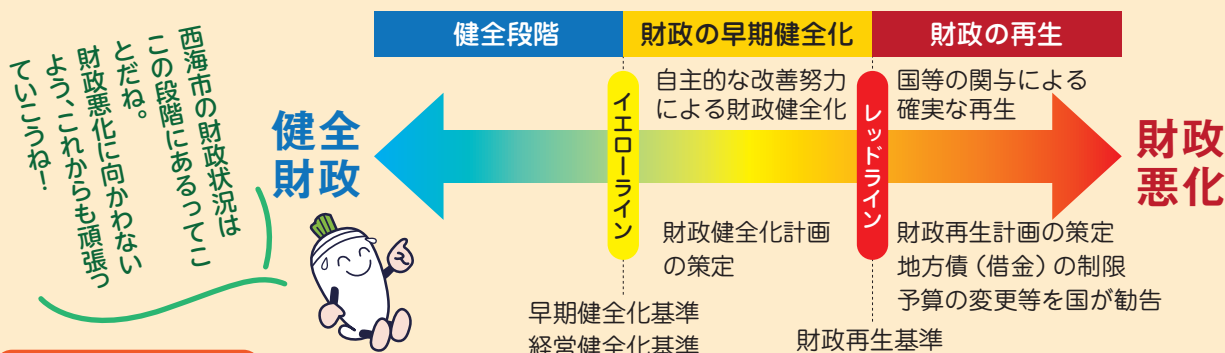 健全段階
財政の早期健全化
財政の再生
西海市の財政状況は
この段階にあるってこ
とだね。
財政悪化に向かわない
よう、これからも頑張っ
ていこうね！
健全
財政
イエローライン
自主的な改善努力
による財政健全化
レッドライン
国等の関与による
確実な再生
財政
悪化
財政健全化計画
の策定
財政再生計画の策定
地方債（借金）の制限
予算の変更等を国が勧告
早期健全化基準
経営健全化基準
財政再生基準